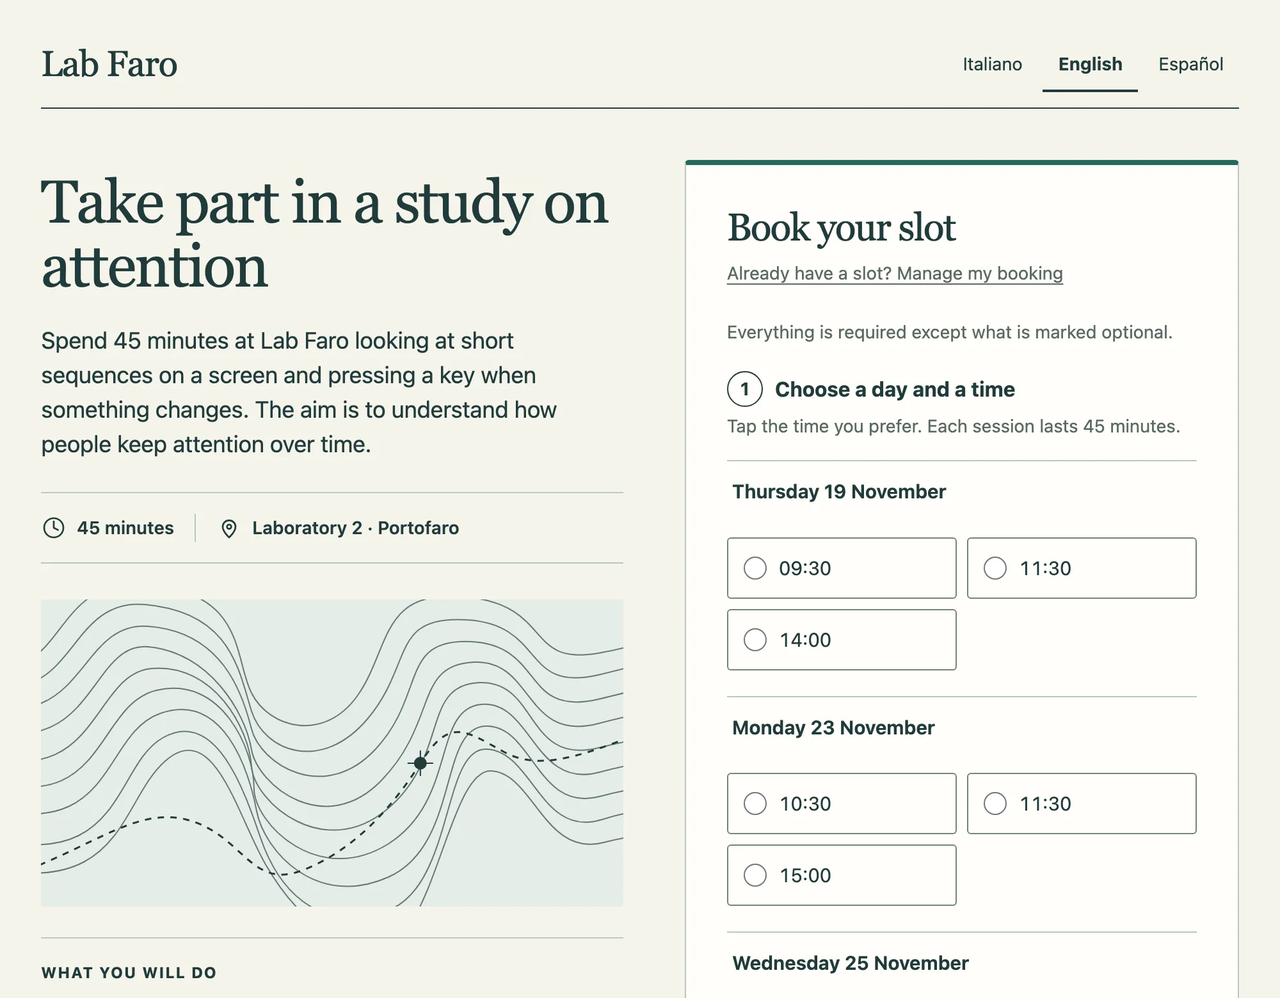 Lab Faro
Italiano
English
Español
Take part in a study on
attention
Spend 45 minutes at Lab Faro looking at short
sequences on a screen and pressing a key when
something changes. The aim is to understand how
people keep attention over time.
45 minutes
Laboratory 2 · Portofaro
WHAT YOU WILL DO
Book your slot
Already have a slot? Manage my booking
Everything is required except what is marked optional.
1 Choose a day and a time
Tap the time you prefer. Each session lasts 45 minutes.
Thursday 19 November
09:30
11:30
14:00
Monday 23 November
10:30
11:30
15:00
Wednesday 25 November